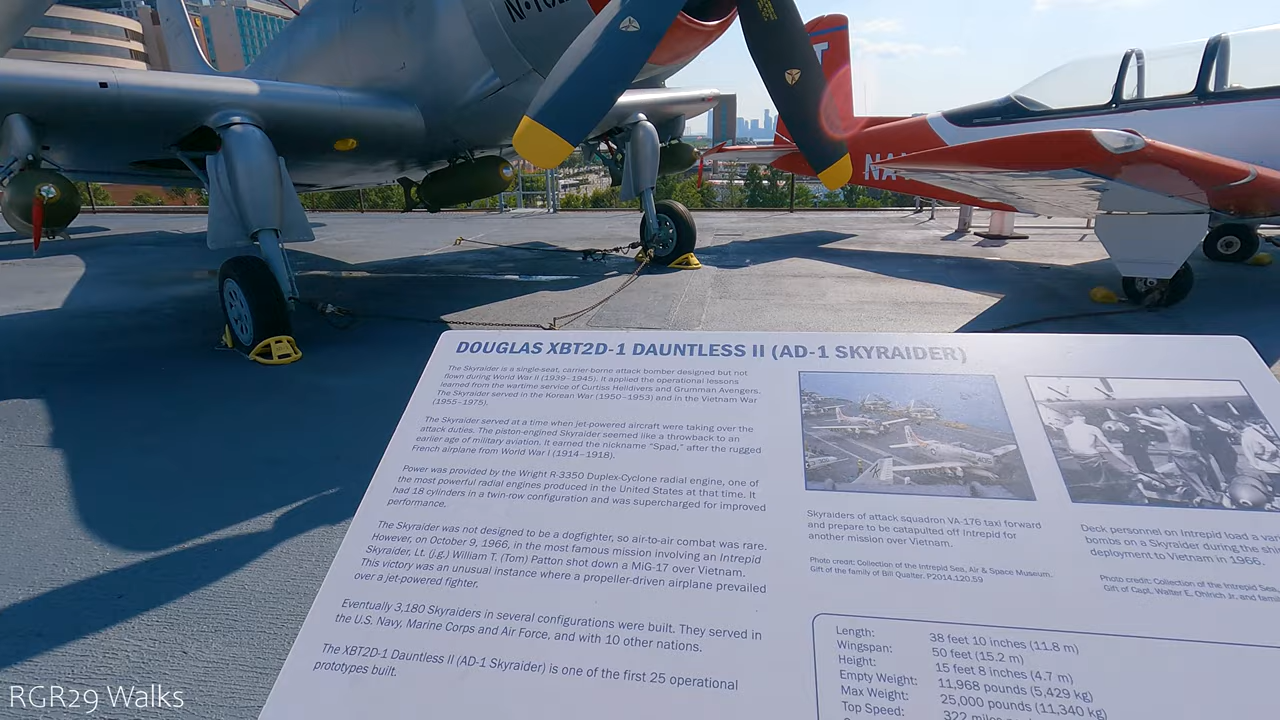 DOUGLAS XBT2D-1 DAUNTLESS II (AD-1 SKYRAIDER)
The Skyraider is a single-seat, carrier-borne attack bomber designed but not
flown during World War II (1939–1945). It applied the operational lessons
learned from the wartime service of Curtiss Helldivers and Grumman Avengers.
The Skyraider served in the Korean War (1950–1953) and in the Vietnam War
(1955–1975).
The Skyraider served at a time when jet-powered aircraft were taking over the
attack duties. The piston-engined Skyraider seemed like a throwback to an
earlier age of military aviation. It earned the nickname "Spad," after the rugged
French airplane from World War I (1914–1918).
Power was provided by the Wright R-3350 Duplex-Cyclone radial engine, one of
the most powerful radial engines produced in the United States at that time. It
had 18 cylinders in a twin-row configuration and was supercharged for improved
performance.
The Skyraider was not designed to be a dogfighter, so air-to-air combat was rare.
However, on October 9, 1966, in the most famous mission involving an Intrepid
Skyraider, Lt. (j.g.) William T. (Tom) Patton shot down a MiG-17 over Vietnam.
This victory was an unusual instance where a propeller-driven airplane prevailed
over a jet-powered fighter.
Eventually 3,180 Skyraiders in several configurations were built. They served in
the U.S. Navy, Marine Corps and Air Force, and with 10 other nations.
The XBT2D-1 Dauntless II (AD-1 Skyraider) is one of the first 25 operational
prototypes built.
Skyraiders of attack squadron VA-176 taxi forward
and prepare to be catapulted off Intrepid for
another mission over Vietnam.
Photo credit: Collection of the Intrepid Sea, Air & Space Museum.
Gift of the family of Bill Qualter. P2014.120.59
Deck personnel on Intrepid load a
bombs on a Skyraider during the
deployment to Vietnam in 1966.
Photo credit: Collection of the Intrepid Sea,
Gift of Capt. Walter E. Ohlrich Jr. and
Length: 38 feet 10 inches (11.8 m)
Wingspan: 50 feet (15.2 m)
Height: 15 feet 8 inches (4.7 m)
Empty Weight: 11,968 pounds (5,429 kg)
Max Weight: 25,000 pounds (11,340 kg)
Top Speed: 322
RGR29 Walks